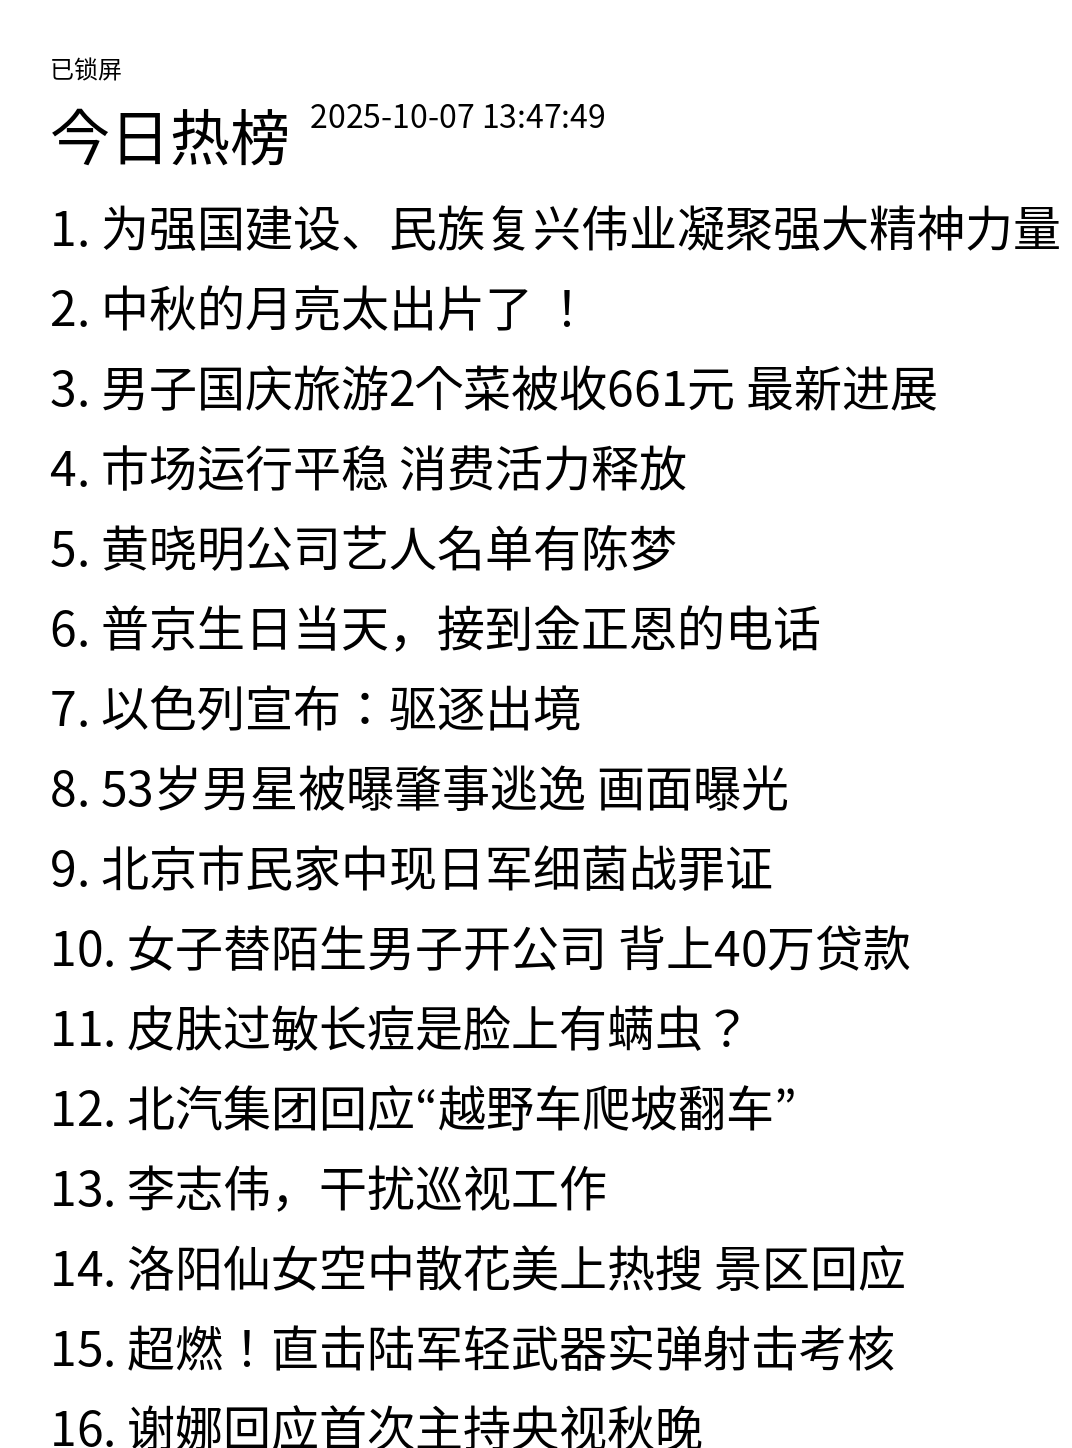 已锁屏
今日热榜 2025-10-07 13:47:49
1. 为强国建设、民族复兴伟业凝聚强大精神力量
2. 中秋的月亮太出片了 ！
3. 男子国庆旅游2个菜被收661元 最新进展
4. 市场运行平稳 消费活力释放
5. 黄晓明公司艺人名单有陈梦
6. 普京生日当天，接到金正恩的电话
7. 以色列宣布：驱逐出境
8. 53岁男星被曝肇事逃逸 画面曝光
9. 北京市民家中现日军细菌战罪证
10. 女子替陌生男子开公司 背上40万贷款
11. 皮肤过敏长痘是脸上有螨虫？
12. 北汽集团回应“越野车爬坡翻车”
13. 李志伟，干扰巡视工作
14. 洛阳仙女空中散花美上热搜 景区回应
15. 超燃！直击陆军轻武器实弹射击考核
16. 谢娜回应首次主持央视秋晚